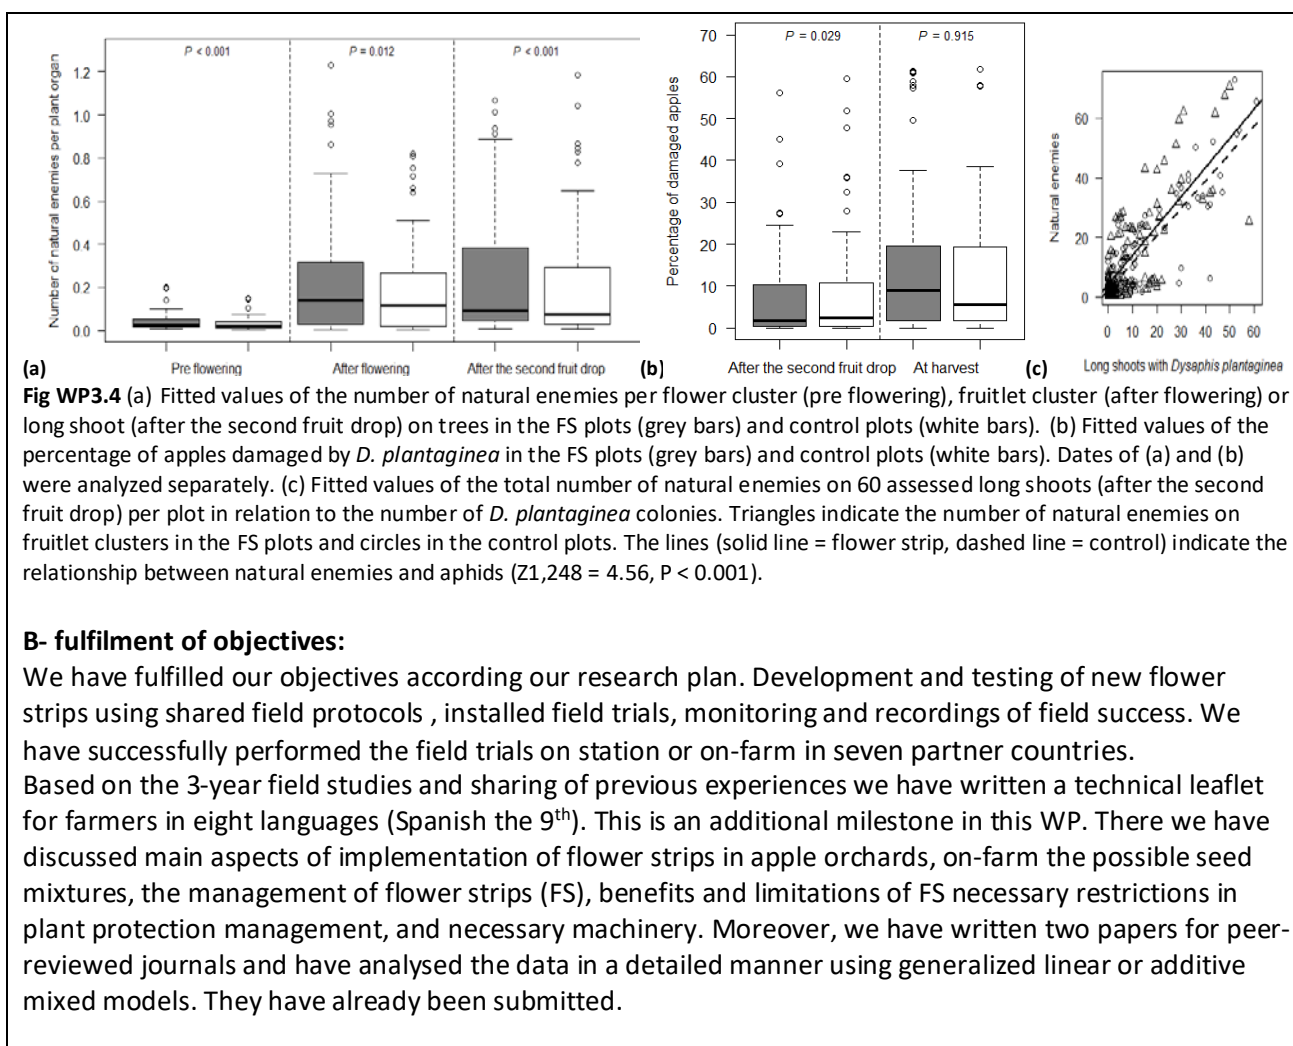 P < 0.001
P = 0.012
P < 0.001
Number of natural enemies per plant organ
1.2
1.0
0.8
0.6
0.4
0.2
0.0
Pre flowering
After flowering
After the second fruit drop
(a)
P = 0.029
P = 0.915
Percentage of damaged apples
70
60
50
40
30
20
10
0
After the second fruit drop
At harvest
(b)
(c)
Natural enemies
60
40
20
0
0 10 20 30 40 50 60
Long shoots with Dysaphis plantaginea
Fig WP3.4 (a) Fitted values of the number of natural enemies per flower cluster (pre flowering), fruitlet cluster (after flowering) or
long shoot (after the second fruit drop) on trees in the FS plots (grey bars) and control plots (white bars). (b) Fitted values of the
percentage of apples damaged by D. plantaginea in the FS plots (grey bars) and control plots (white bars). Dates of (a) and (b)
were analyzed separately. (c) Fitted values of the total number of natural enemies on 60 assessed long shoots (after the second
fruit drop) per plot in relation to the number of D. plantaginea colonies. Triangles indicate the number of natural enemies on
fruitlet clusters in the FS plots and circles in the control plots. The lines (solid line = flower strip, dashed line = control) indicate the
relationship between natural enemies and aphids (Z1,248 = 4.56, P < 0.001).
B- fulfilment of objectives:
We have fulfilled our objectives according our research plan. Development and testing of new flower
strips using shared field protocols , installed field trials, monitoring and recordings of field success. We
have successfully performed the field trials on station or on-farm in seven partner countries.
Based on the 3-year field studies and sharing of previous experiences we have written a technical leaflet
for farmers in eight languages (Spanish the 9th). This is an additional milestone in this WP. There we have
discussed main aspects of implementation of flower strips in apple orchards, on-farm the possible seed
mixtures, the management of flower strips (FS), benefits and limitations of FS necessary restrictions in
plant protection management, and necessary machinery. Moreover, we have written two papers for peer-
reviewed journals and have analysed the data in a detailed manner using generalized linear or additive
mixed models. They have already been submitted.